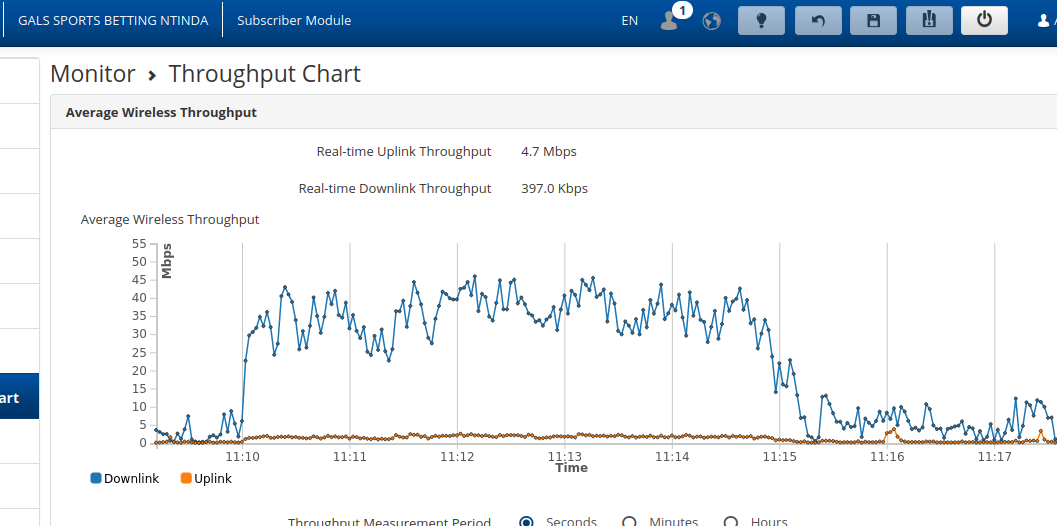 GALS SPORTS BETTING NTINDA Subscriber Module EN 1
Monitor > Throughput Chart
Average Wireless Throughput
Real-time Uplink Throughput 4.7 Mbps
Real-time Downlink Throughput 397.0 Kbps
Average Wireless Throughput
Mbps
55
50
45
40
35
30
25
20
15
10
5
0
art
11:10 11:11 11:12 11:13 11:14 11:15 11:16 11:17
Time
Downlink Uplink
Throughput Measurement Period Seconds Minutes Hours